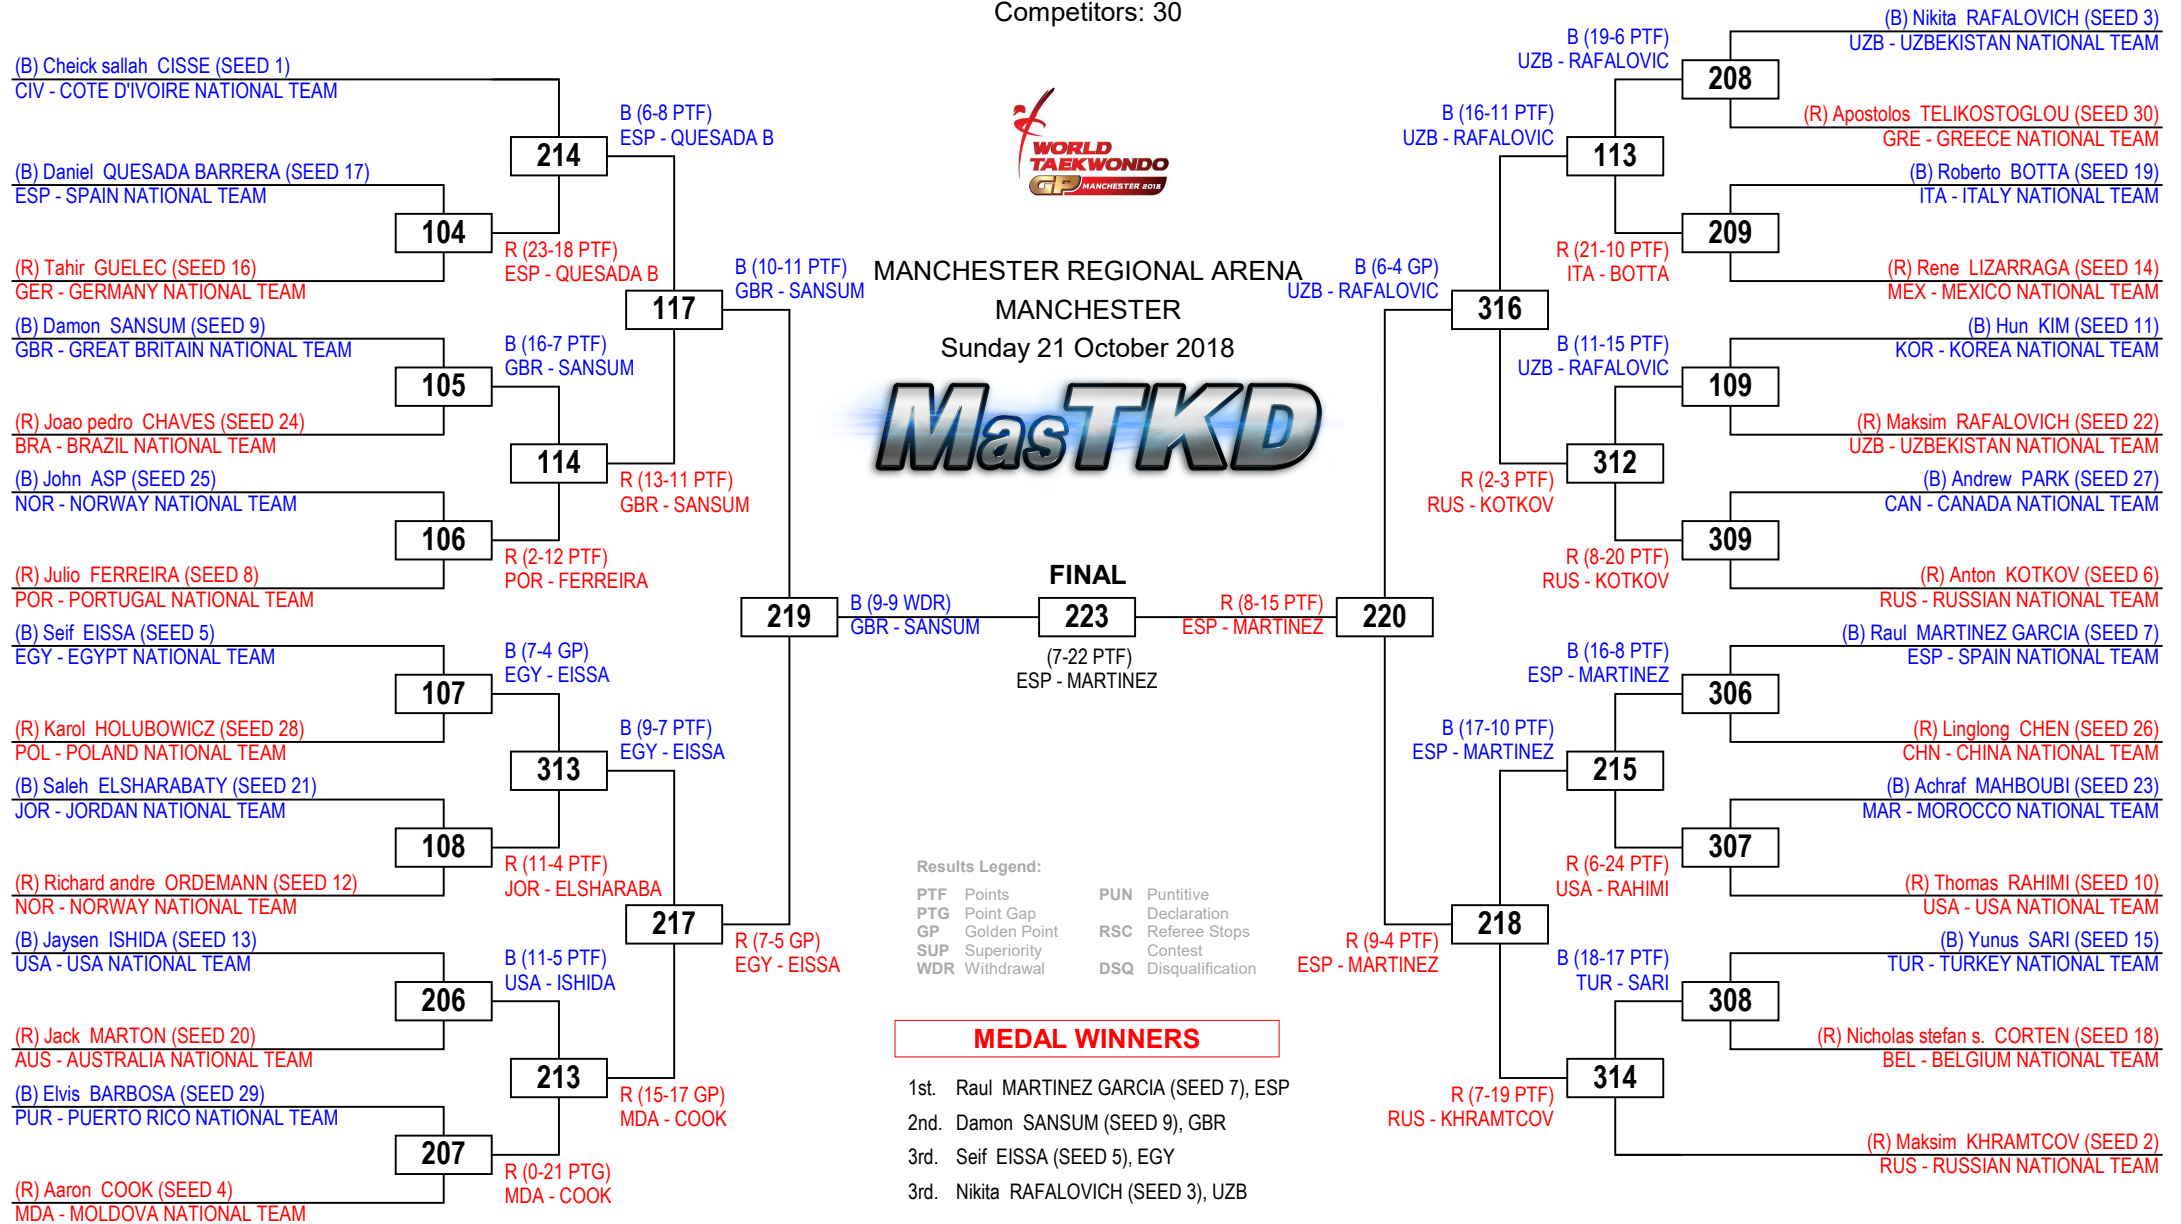 Competitors: 30
(B) Cheick sallah CISSE (SEED 1)
CIV - COTE D'IVOIRE NATIONAL TEAM
(B) Daniel QUESADA BARRERA (SEED 17)
ESP - SPAIN NATIONAL TEAM
(R) Tahir GUELEC (SEED 16)
GER - GERMANY NATIONAL TEAM
(B) Damon SANSUM (SEED 9)
GBR - GREAT BRITAIN NATIONAL TEAM
(R) Joao pedro CHAVES (SEED 24)
BRA - BRAZIL NATIONAL TEAM
(B) John ASP (SEED 25)
NOR - NORWAY NATIONAL TEAM
(R) Julio FERREIRA (SEED 8)
POR - PORTUGAL NATIONAL TEAM
(B) Seif EISSA (SEED 5)
EGY - EGYPT NATIONAL TEAM
(R) Karol HOLUBOWICZ (SEED 28)
POL - POLAND NATIONAL TEAM
(B) Saleh ELSHARABATY (SEED 21)
JOR - JORDAN NATIONAL TEAM
(R) Richard andre ORDEMANN (SEED 12)
NOR - NORWAY NATIONAL TEAM
(B) Jaysen ISHIDA (SEED 13)
USA - USA NATIONAL TEAM
(R) Jack MARTON (SEED 20)
AUS - AUSTRALIA NATIONAL TEAM
(B) Elvis BARBOSA (SEED 29)
PUR - PUERTO RICO NATIONAL TEAM
(R) Aaron COOK (SEED 4)
MDA - MOLDOVA NATIONAL TEAM
104
105
106
107
108
206
207
R (23-18 PTF)
ESP - QUESADA B
B (16-7 PTF)
GBR - SANSUM
R (2-12 PTF)
POR - FERREIRA
B (7-4 GP)
EGY - EISSA
R (11-4 PTF)
JOR - ELSHARABA
B (11-5 PTF)
USA - ISHIDA
R (0-21 PTG)
MDA - COOK
214
114
313
213
B (6-8 PTF)
ESP - QUESADA B
R (13-11 PTF)
GBR - SANSUM
B (9-7 PTF)
EGY - EISSA
R (15-17 GP)
MDA - COOK
117
217
B (10-11 PTF)
GBR - SANSUM
R (7-5 GP)
EGY - EISSA
219
B (9-9 WDR)
GBR - SANSUM
WORLD
TAEKWONDO
GP MANCHESTER 2018
MANCHESTER REGIONAL ARENA
MANCHESTER
Sunday 21 October 2018
MasTKD
FINAL
223
(7-22 PTF)
ESP - MARTINEZ
Results Legend:
PTF Points
PTG Point Gap
GP Golden Point
SUP Superiority
WDR Withdrawal
PUN Puntitive
Declaration
RSC Referee Stops
Contest
DSQ Disqualification
MEDAL WINNERS
1st. Raul MARTINEZ GARCIA (SEED 7), ESP
2nd. Damon SANSUM (SEED 9), GBR
3rd. Seif EISSA (SEED 5), EGY
3rd. Nikita RAFALOVICH (SEED 3), UZB
R (8-15 PTF)
ESP - MARTINEZ
220
B (6-4 GP)
UZB - RAFALOVIC
R (9-4 PTF)
ESP - MARTINEZ
316
218
B (16-11 PTF)
UZB - RAFALOVIC
R (2-3 PTF)
RUS - KOTKOV
B (17-10 PTF)
ESP - MARTINEZ
R (7-19 PTF)
RUS - KHRAMTCOV
113
312
215
314
B (19-6 PTF)
UZB - RAFALOVIC
R (21-10 PTF)
ITA - BOTTA
B (11-15 PTF)
UZB - RAFALOVIC
R (8-20 PTF)
RUS - KOTKOV
B (16-8 PTF)
ESP - MARTINEZ
R (6-24 PTF)
USA - RAHIMI
B (18-17 PTF)
TUR - SARI
208
209
109
309
306
307
308
(B) Nikita RAFALOVICH (SEED 3)
UZB - UZBEKISTAN NATIONAL TEAM
(R) Apostolos TELIKOSTOGLOU (SEED 30)
GRE - GREECE NATIONAL TEAM
(B) Roberto BOTTA (SEED 19)
ITA - ITALY NATIONAL TEAM
(R) Rene LIZARRAGA (SEED 14)
MEX - MEXICO NATIONAL TEAM
(B) Hun KIM (SEED 11)
KOR - KOREA NATIONAL TEAM
(R) Maksim RAFALOVICH (SEED 22)
UZB - UZBEKISTAN NATIONAL TEAM
(B) Andrew PARK (SEED 27)
CAN - CANADA NATIONAL TEAM
(R) Anton KOTKOV (SEED 6)
RUS - RUSSIAN NATIONAL TEAM
(B) Raul MARTINEZ GARCIA (SEED 7)
ESP - SPAIN NATIONAL TEAM
(R) Linglong CHEN (SEED 26)
CHN - CHINA NATIONAL TEAM
(B) Achraf MAHBOUBI (SEED 23)
MAR - MOROCCO NATIONAL TEAM
(R) Thomas RAHIMI (SEED 10)
USA - USA NATIONAL TEAM
(B) Yunus SARI (SEED 15)
TUR - TURKEY NATIONAL TEAM
(R) Nicholas stefan s. CORTEN (SEED 18)
BEL - BELGIUM NATIONAL TEAM
(R) Maksim KHRAMTCOV (SEED 2)
RUS - RUSSIAN NATIONAL TEAM